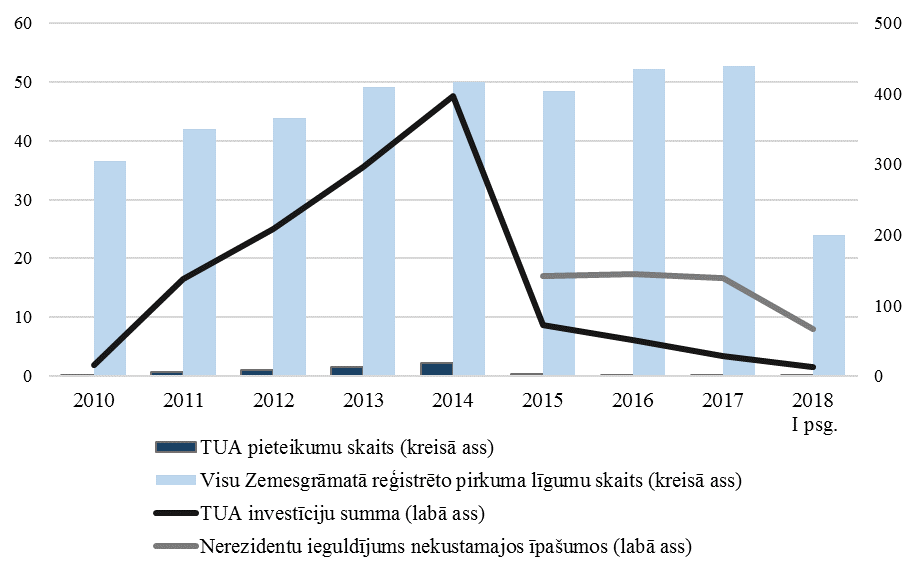 60
50
40
30
20
10
0
500
400
300
200
100
0
2010 2011 2012 2013 2014 2015 2016 2017 2018
I psg.
TUA pieteikumu skaits (kreisā ass)
Visu Zemesgrāmatā reģistrēto pirkuma līgumu skaits (kreisā ass)
TUA investīciju summa (labā ass)
Nerezidentu ieguldījums nekustamajos īpašumos (labā ass)